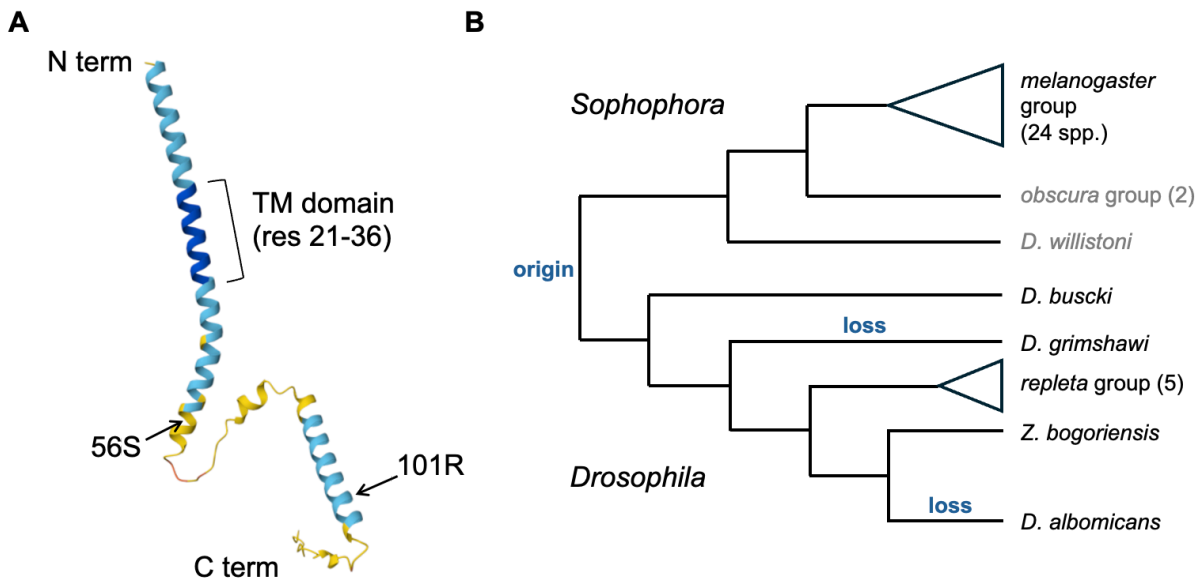 A
N term
TM domain
(res 21-36)
56S
101R
C term
B
Sophophora
melanogaster
group
(24 spp.)
obscura group (2)
D. willistoni
origin
D. buscki
loss
D. grimshawi
repleta group (5)
Z. bogoriensis
Drosophila
loss
D. albomicans